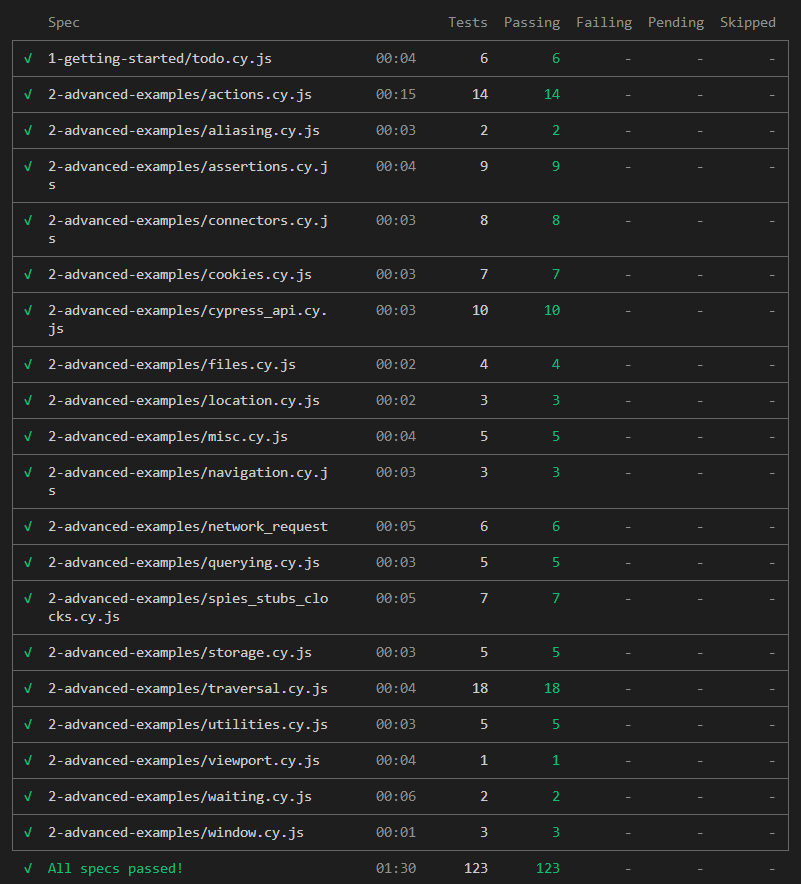 Spec Tests Passing Failing Pending Skipped
√ 1-getting-started/todo.cy.js 00:04 6 6 - - -
√ 2-advanced-examples/actions.cy.js 00:15 14 14 - - -
√ 2-advanced-examples/aliasing.cy.js 00:03 2 2 - - -
√ 2-advanced-examples/assertions.cy.j 00:04 9 9 - - -
s
√ 2-advanced-examples/connectors.cy.j 00:03 8 8 - - -
s
√ 2-advanced-examples/cookies.cy.js 00:03 7 7 - - -
√ 2-advanced-examples/cypress_api.cy. 00:03 10 10 - - -
js
√ 2-advanced-examples/files.cy.js 00:02 4 4 - - -
√ 2-advanced-examples/location.cy.js 00:02 3 3 - - -
√ 2-advanced-examples/misc.cy.js 00:04 5 5 - - -
√ 2-advanced-examples/navigation.cy.j 00:03 3 3 - - -
s
√ 2-advanced-examples/network_request 00:05 6 6 - - -
√ 2-advanced-examples/querying.cy.js 00:03 5 5 - - -
√ 2-advanced-examples/spies_stubs_clo 00:05 7 7 - - -
cks.cy.js
√ 2-advanced-examples/storage.cy.js 00:03 5 5 - - -
√ 2-advanced-examples/traversal.cy.js 00:04 18 18 - - -
√ 2-advanced-examples/utilities.cy.js 00:03 5 5 - - -
√ 2-advanced-examples/viewport.cy.js 00:04 1 1 - - -
√ 2-advanced-examples/waiting.cy.js 00:06 2 2 - - -
√ 2-advanced-examples/window.cy.js 00:01 3 3 - - -
√ All specs passed! 01:30 123 123 - - -